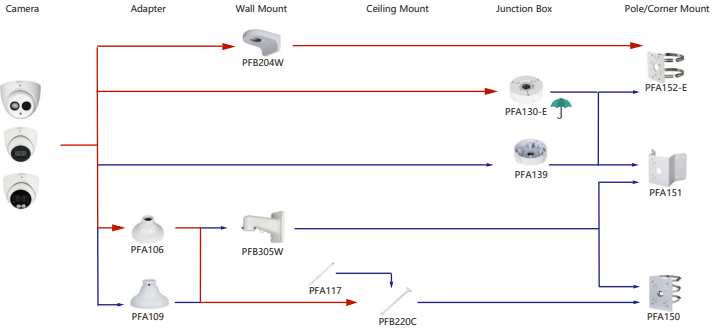 Camera
Adapter
Wall Mount
Ceiling Mount
Junction Box
Pole/Corner Mount
PFB204W
PFA152-E
PFA130-E
PFA139
PFA151
PFA106
PFB305W
PFA117
PFA109
PFB220C
PFA150